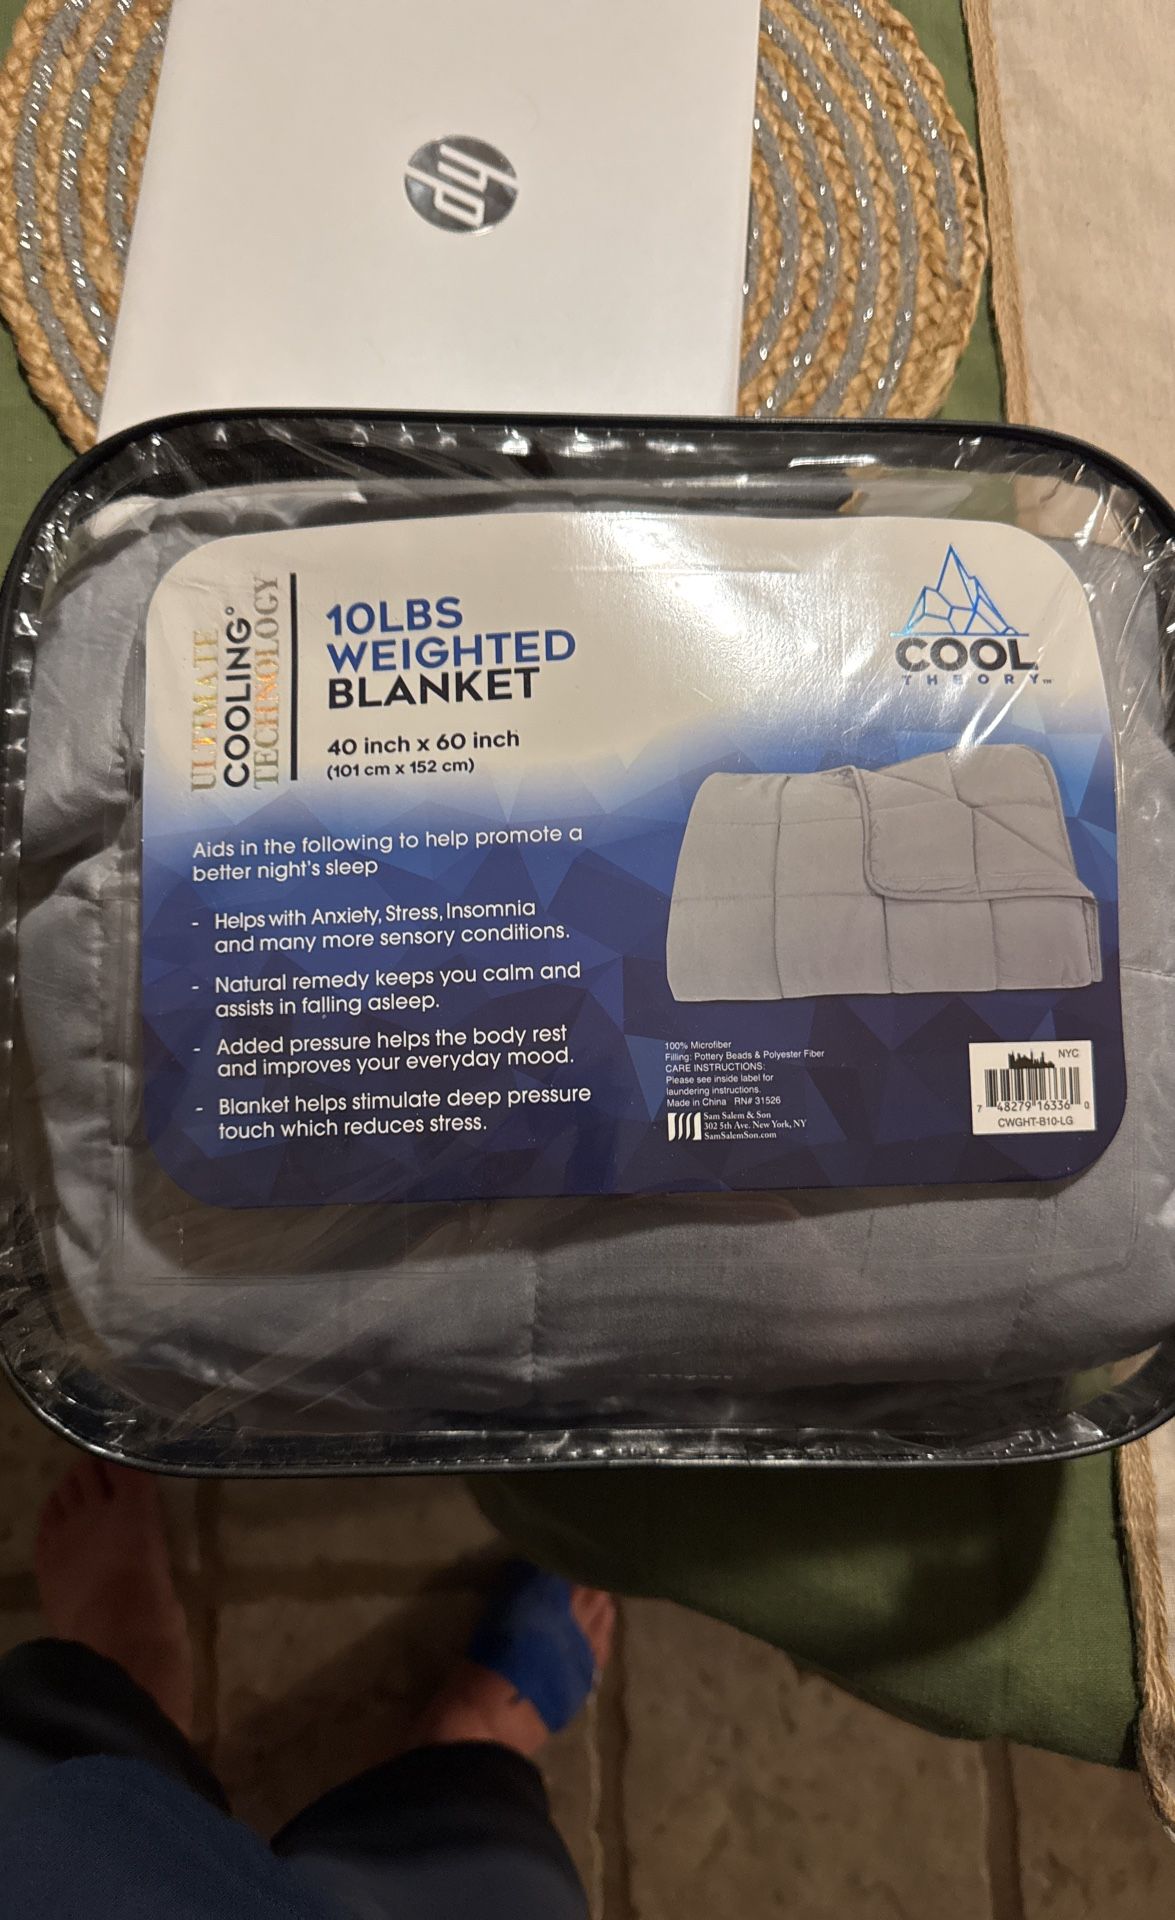 hp
ULTIMATE
COOLING°
TECHNOLOGY
10LBS
WEIGHTED
BLANKET
40 inch x 60 inch
(101 cm x 152 cm)
COOL
THEORY™
Aids in the following to help promote a
better night's sleep
- Helps with Anxiety, Stress, Insomnia
and many more sensory conditions.
- Natural remedy keeps you calm and
assists in falling asleep.
- Added pressure helps the body rest
and improves your everyday mood.
- Blanket helps stimulate deep pressure
touch which reduces stress.
100% Microfiber
Filling: Pottery Beads & Polyester Fiber
CARE INSTRUCTIONS:
Please see inside label for
laundering instructions.
Made in China RN# 31526
Sam Salem & Son
302 5th Ave. New York, NY
SamSalemSon.com
NYC
7 48279 16336 0
CWGHT-810-LG